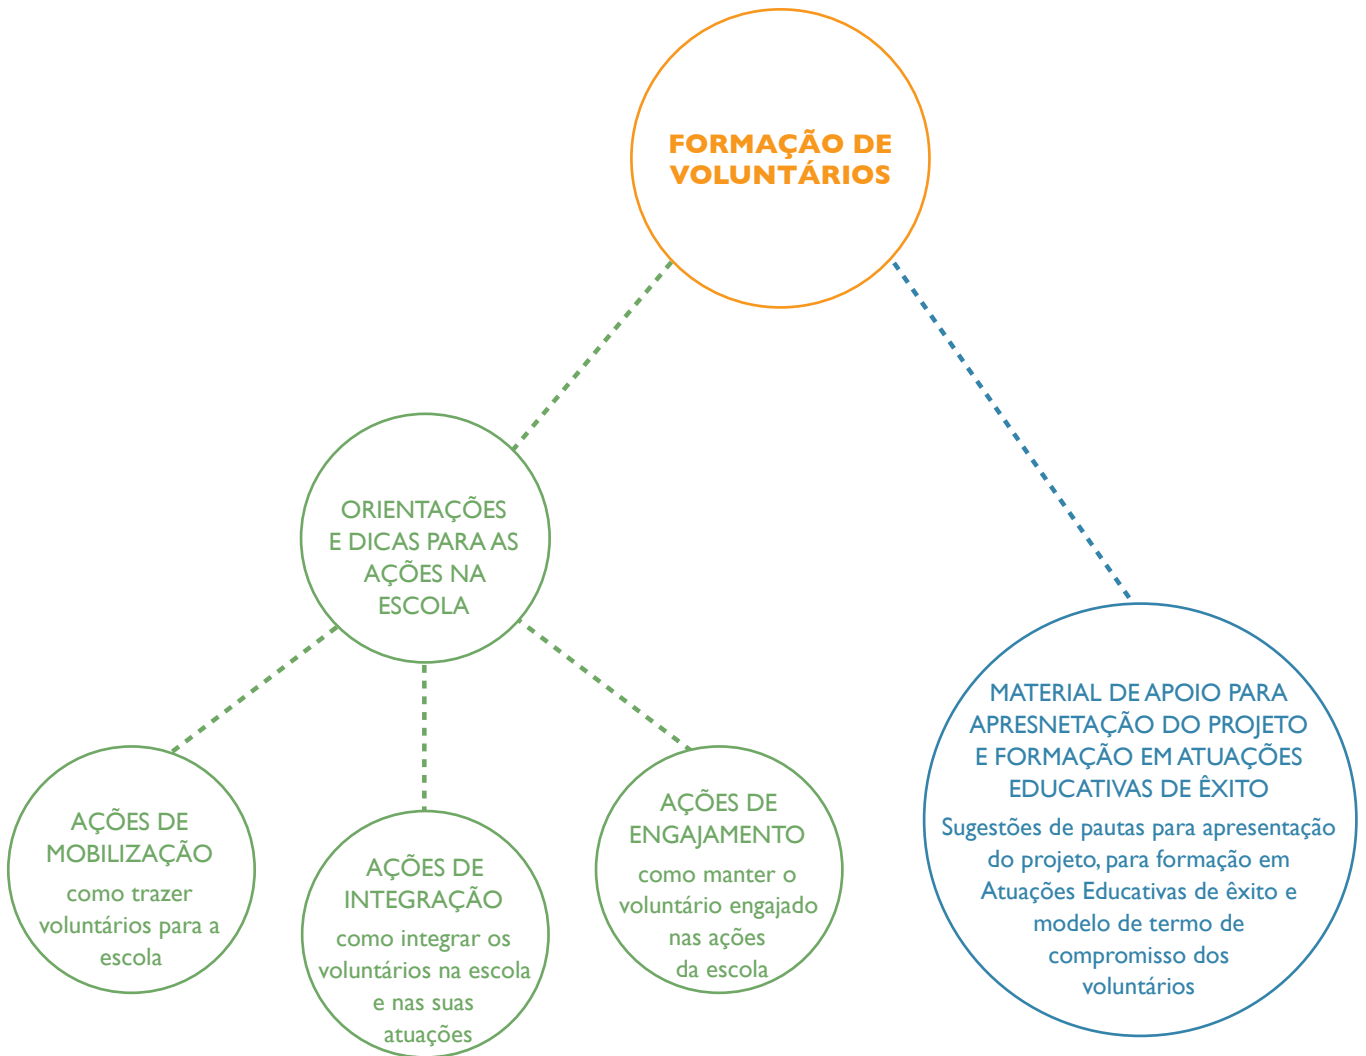 FORMAÇÃO DE
VOLUNTÁRIOS
ORIENTAÇÕES
E DICAS PARA AS
AÇÕES NA
ESCOLA
AÇÕES DE
MOBILIZAÇÃO
como trazer
voluntários para a
escola
AÇÕES DE
INTEGRAÇÃO
como integrar os
voluntários na escola
e nas suas
atuações
AÇÕES DE
ENGAJAMENTO
como manter o
voluntário engajado
nas ações
da escola
MATERIAL DE APOIO PARA
APRESNETAÇÃO DO PROJETO
E FORMAÇÃO EM ATUAÇÕES
EDUCATIVAS DE ÊXITO
Sugestões de pautas para apresentação
do projeto, para formação em
Atuações Educativas de êxito e
modelo de termo de
compromisso dos
voluntários